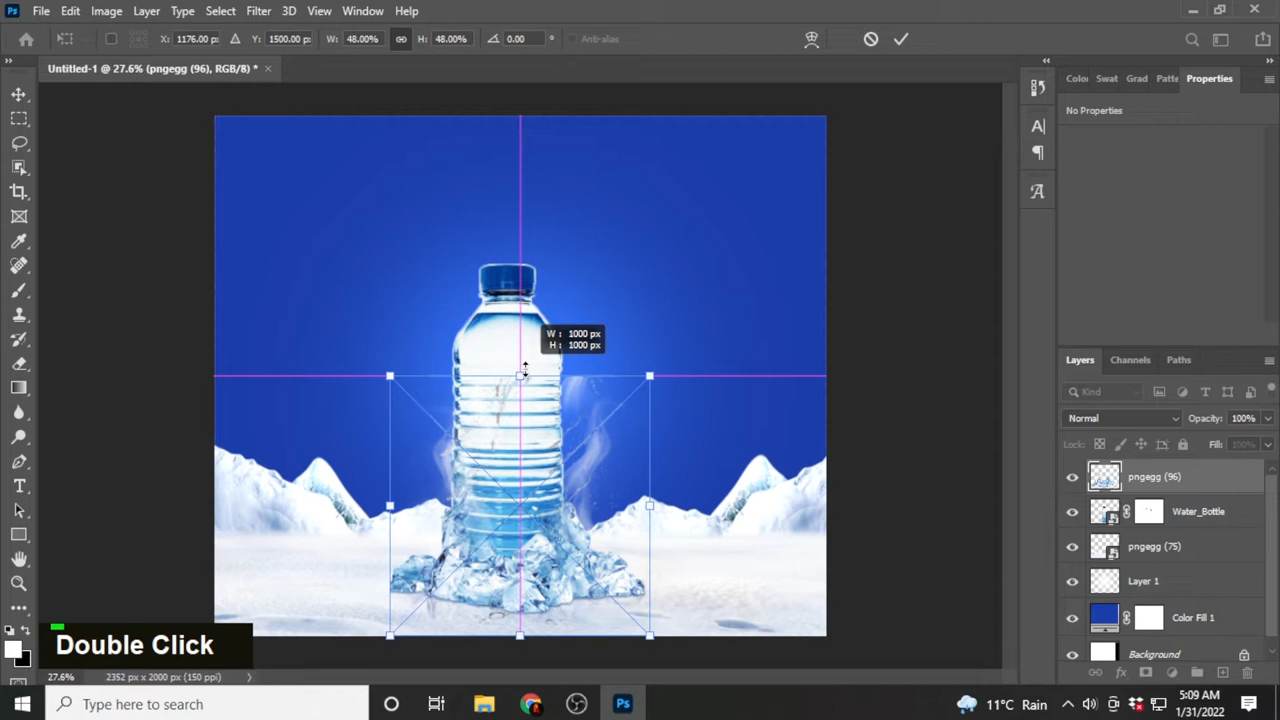 Ps File Edit Image Layer Type Select Filter 3D View Window Help
X: 1176.00 px Y: 1500.00 px W: 48.00% H: 48.00% 0.00 ° Anti-alias
Untitled-1 @ 27.6% (pngegg (96), RGB/8) * ×
Color Swat Grad Patte Properties
No Properties
W : 1000 px
H : 1000 px
Layers Channels Paths
Kind
Normal Opacity: 100%
Lock: Fill: 100%
pngegg (96)
Water_Bottle
pngegg (75)
Layer 1
Color Fill 1
Background
Double Click
27.6% 2352 px x 2000 px (150 ppi)
Type here to search
Ps
11°C Rain
5:09 AM
1/31/2022